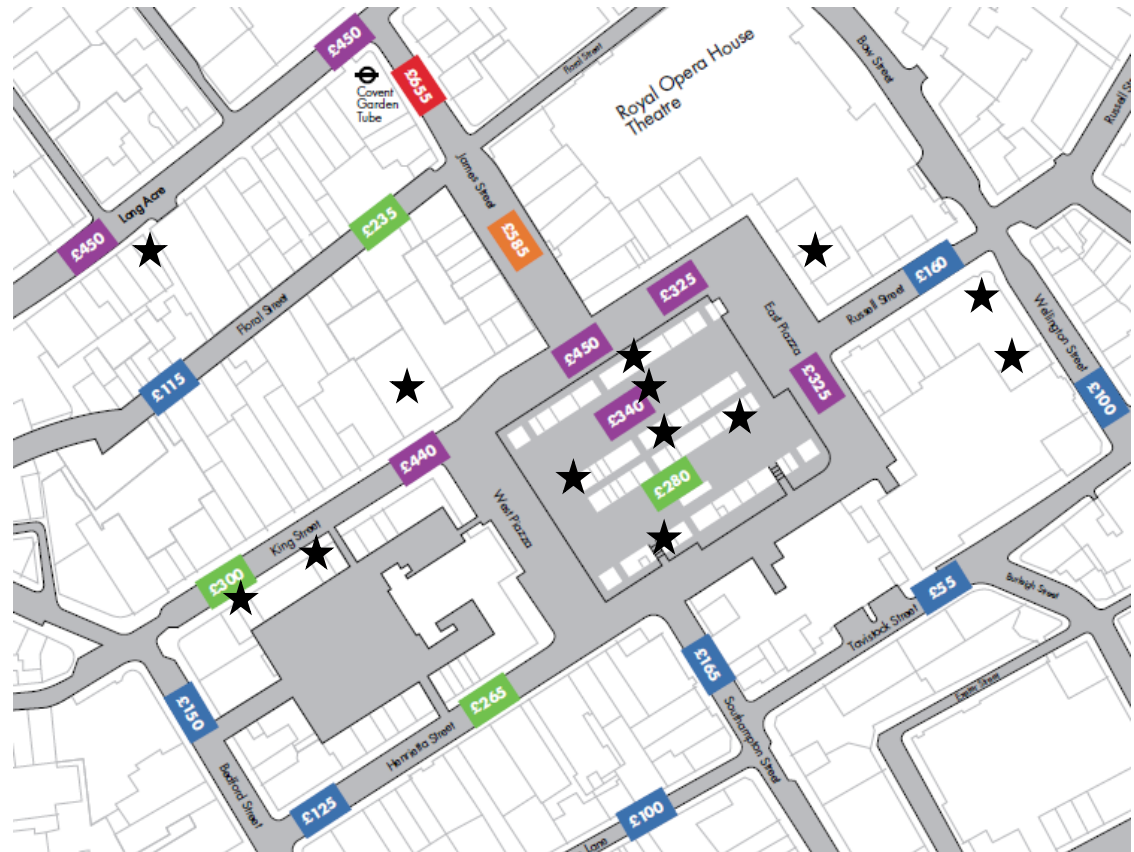 £450
£655
Covent
Garden
Tube
Floral Street
Royal Opera House
Theatre
Bow Street
Long Acre
£450
£235
James Street
£585
Floral Street
£115
£325
£450
East Piazza
Russell Street
£160
£325
Wellington Street
£100
£340
£440
£280
West Piazza
King Street
£300
£150
Bedford Street
£265
Henrietta Street
£125
£165
Southampton Street
£55
Tavistock Street
Burleigh Street
Exeter Street
£100
Lane
Russell St